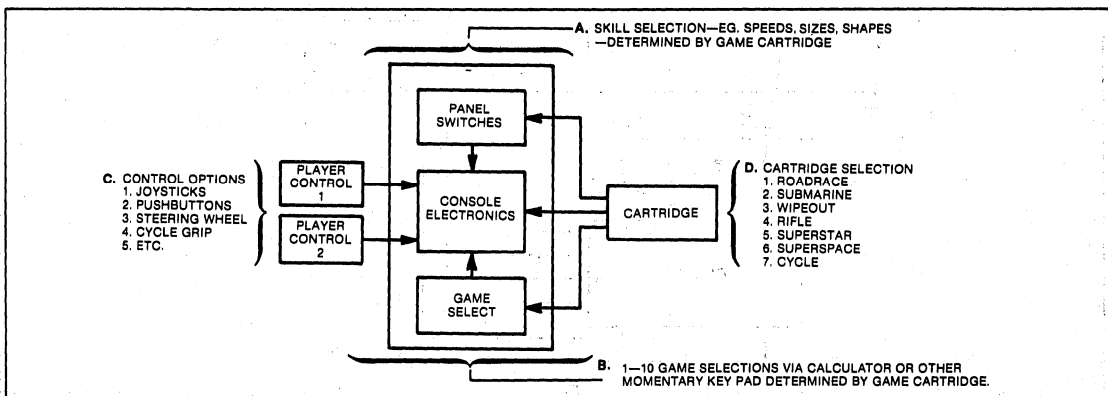 A. SKILL SELECTION—EG. SPEEDS, SIZES, SHAPES
—DETERMINED BY GAME CARTRIDGE
PANEL
SWITCHES
C. CONTROL OPTIONS
1. JOYSTICKS
2. PUSHBUTTONS
3. STEERING WHEEL
4. CYCLE GRIP
5. ETC.
PLAYER
CONTROL
1
PLAYER
CONTROL
2
CONSOLE
ELECTRONICS
CARTRIDGE
D. CARTRIDGE SELECTION
1. ROADRACE
2. SUBMARINE
3. WIPEOUT
4. RIFLE
5. SUPERSTAR
6. SUPERSPACE
7. CYCLE
GAME
SELECT
B. 1—10 GAME SELECTIONS VIA CALCULATOR OR OTHER
MOMENTARY KEY PAD DETERMINED BY GAME CARTRIDGE.